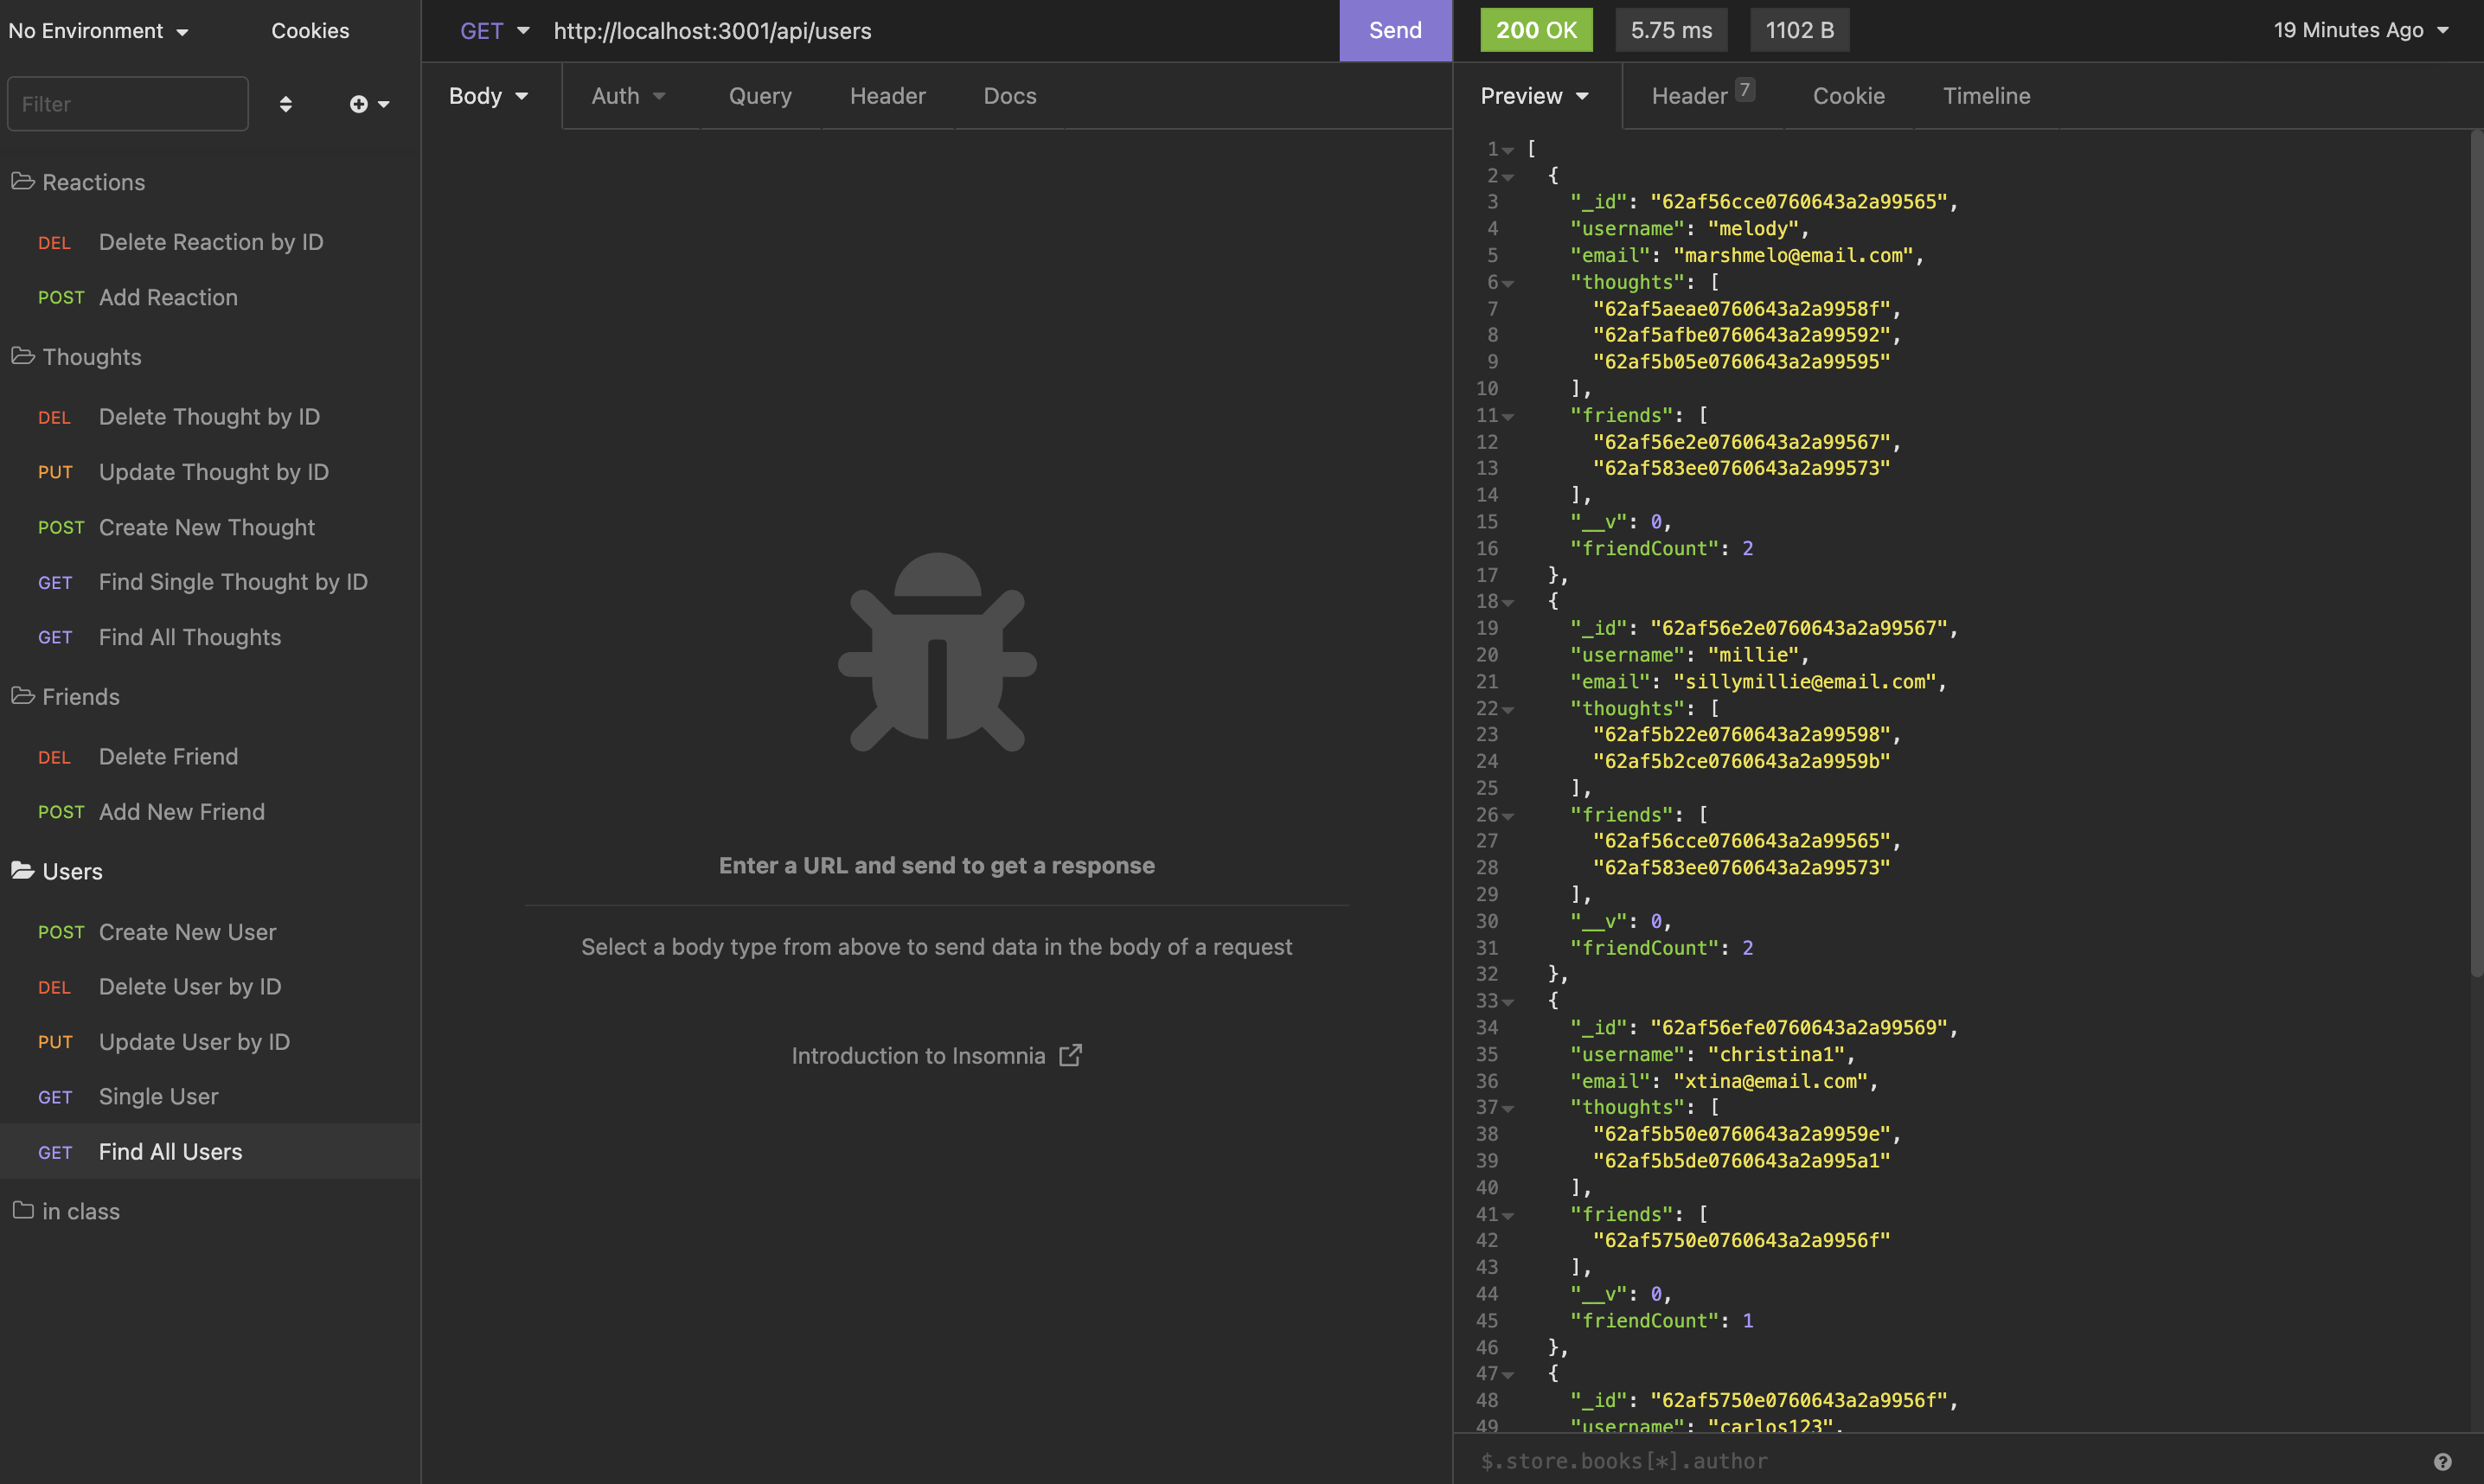 No Environment
Cookies
Filter
Reactions
DEL Delete Reaction by ID
POST Add Reaction
Thoughts
DEL Delete Thought by ID
PUT Update Thought by ID
POST Create New Thought
GET Find Single Thought by ID
GET Find All Thoughts
Friends
DEL Delete Friend
POST Add New Friend
Users
POST Create New User
DEL Delete User by ID
PUT Update User by ID
GET Single User
GET Find All Users
in class
GET http://localhost:3001/api/users Send
Body Auth Query Header Docs
Enter a URL and send to get a response
Select a body type from above to send data in the body of a request
Introduction to Insomnia
200 OK 5.75 ms 1102 B 19 Minutes Ago
Preview Header 7 Cookie Timeline
1 [
2 {
3 "_id": "62af56cce0760643a2a99565",
4 "username": "melody",
5 "email": "marshmelo@email.com",
6 "thoughts": [
7 "62af5aeae0760643a2a9958f",
8 "62af5afbe0760643a2a99592",
9 "62af5b05e0760643a2a99595"
10 ],
11 "friends": [
12 "62af56e2e0760643a2a99567",
13 "62af583ee0760643a2a99573"
14 ],
15 "__v": 0,
16 "friendCount": 2
17 },
18 {
19 "_id": "62af56e2e0760643a2a99567",
20 "username": "millie",
21 "email": "sillymillie@email.com",
22 "thoughts": [
23 "62af5b22e0760643a2a99598",
24 "62af5b2ce0760643a2a9959b"
25 ],
26 "friends": [
27 "62af56cce0760643a2a99565",
28 "62af583ee0760643a2a99573"
29 ],
30 "__v": 0,
31 "friendCount": 2
32 },
33 {
34 "_id": "62af56efe0760643a2a99569",
35 "username": "christina1",
36 "email": "xtina@email.com",
37 "thoughts": [
38 "62af5b50e0760643a2a9959e",
39 "62af5b5de0760643a2a995a1"
40 ],
41 "friends": [
42 "62af5750e0760643a2a9956f"
43 ],
44 "__v": 0,
45 "friendCount": 1
46 },
47 {
48 "_id": "62af5750e0760643a2a9956f",
49 "username": "carlos123",
$.store.books[*].author